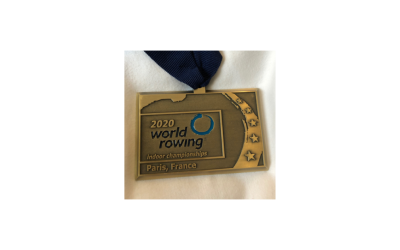 2020
world
rowing
indoor championships
Paris, France